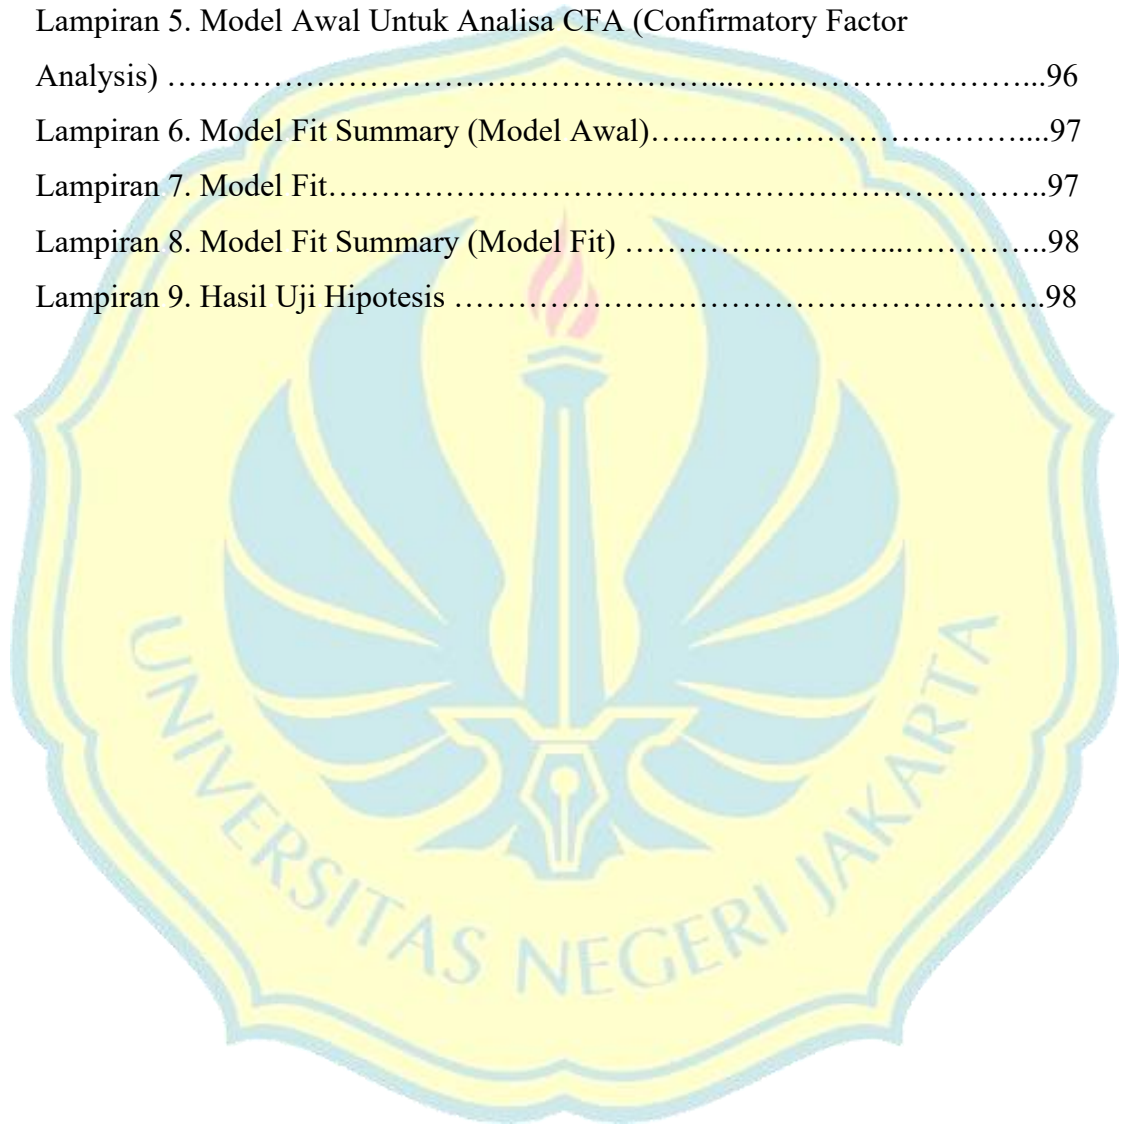 Lampiran 5. Model Awal Untuk Analisa CFA (Confirmatory Factor
Analysis) ……………………………………………...…………………………...96
Lampiran 6. Model Fit Summary (Model Awal)…..…………………………....97
Lampiran 7. Model Fit…………………………………………………………..97
Lampiran 8. Model Fit Summary (Model Fit) ……………………...…………..98
Lampiran 9. Hasil Uji Hipotesis ………………………………………………..98
UNIVERSITAS NEGERI JAKARTA